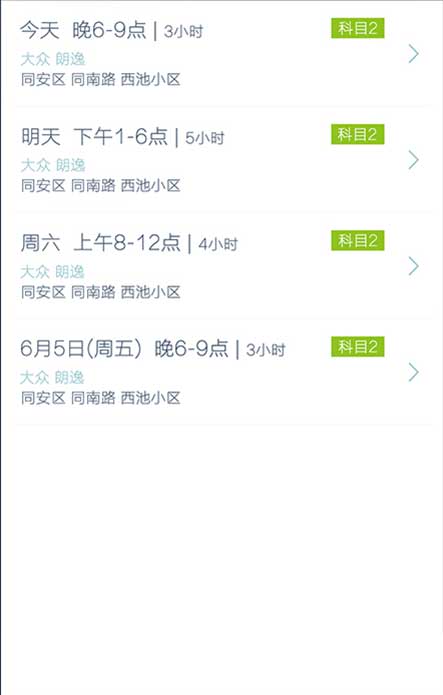 今天 晚6-9点 | 3小时 科目2
大众 朗逸
同安区 同南路 西池小区
明天 下午1-6点 | 5小时 科目2
大众 朗逸
同安区 同南路 西池小区
周六 上午8-12点 | 4小时 科目2
大众 朗逸
同安区 同南路 西池小区
6月5日(周五) 晚6-9点 | 3小时 科目2
大众 朗逸
同安区 同南路 西池小区